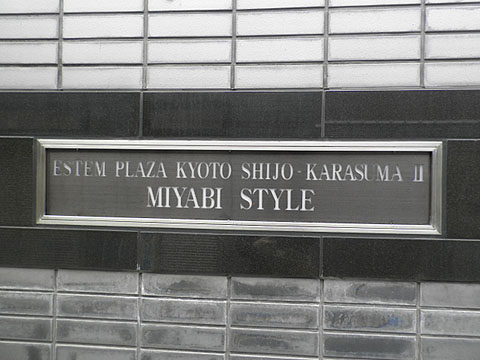 ESTEM PLAZA KYOTO SHIJO-KARASUMA II
MIYABI STYLE